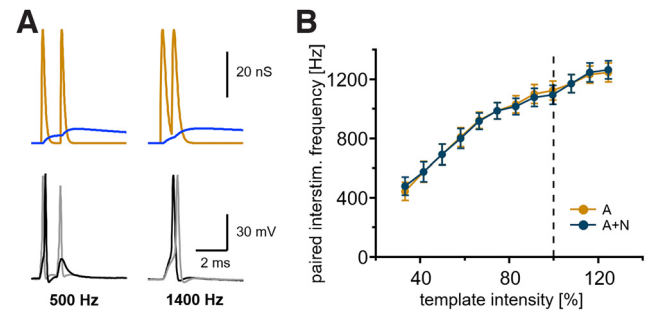 A
20 nS
30 mV
2 ms
500 Hz
1400 Hz
B
paired interstim. frequency [Hz]
1200
800
400
0
A
A+N
40
80
120
template intensity [%]